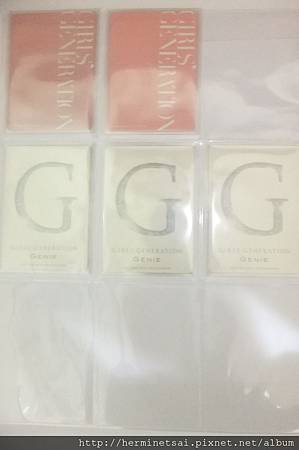 GIRLS'
GENERATION
GIRLS'
GENERATION
G
GIRLS' GENERATION
GENIE
G
GIRLS' GENERATION
GENIE
G
GIRLS' GENERATION
GENIE
http://herminetsai.pixnet.net/album